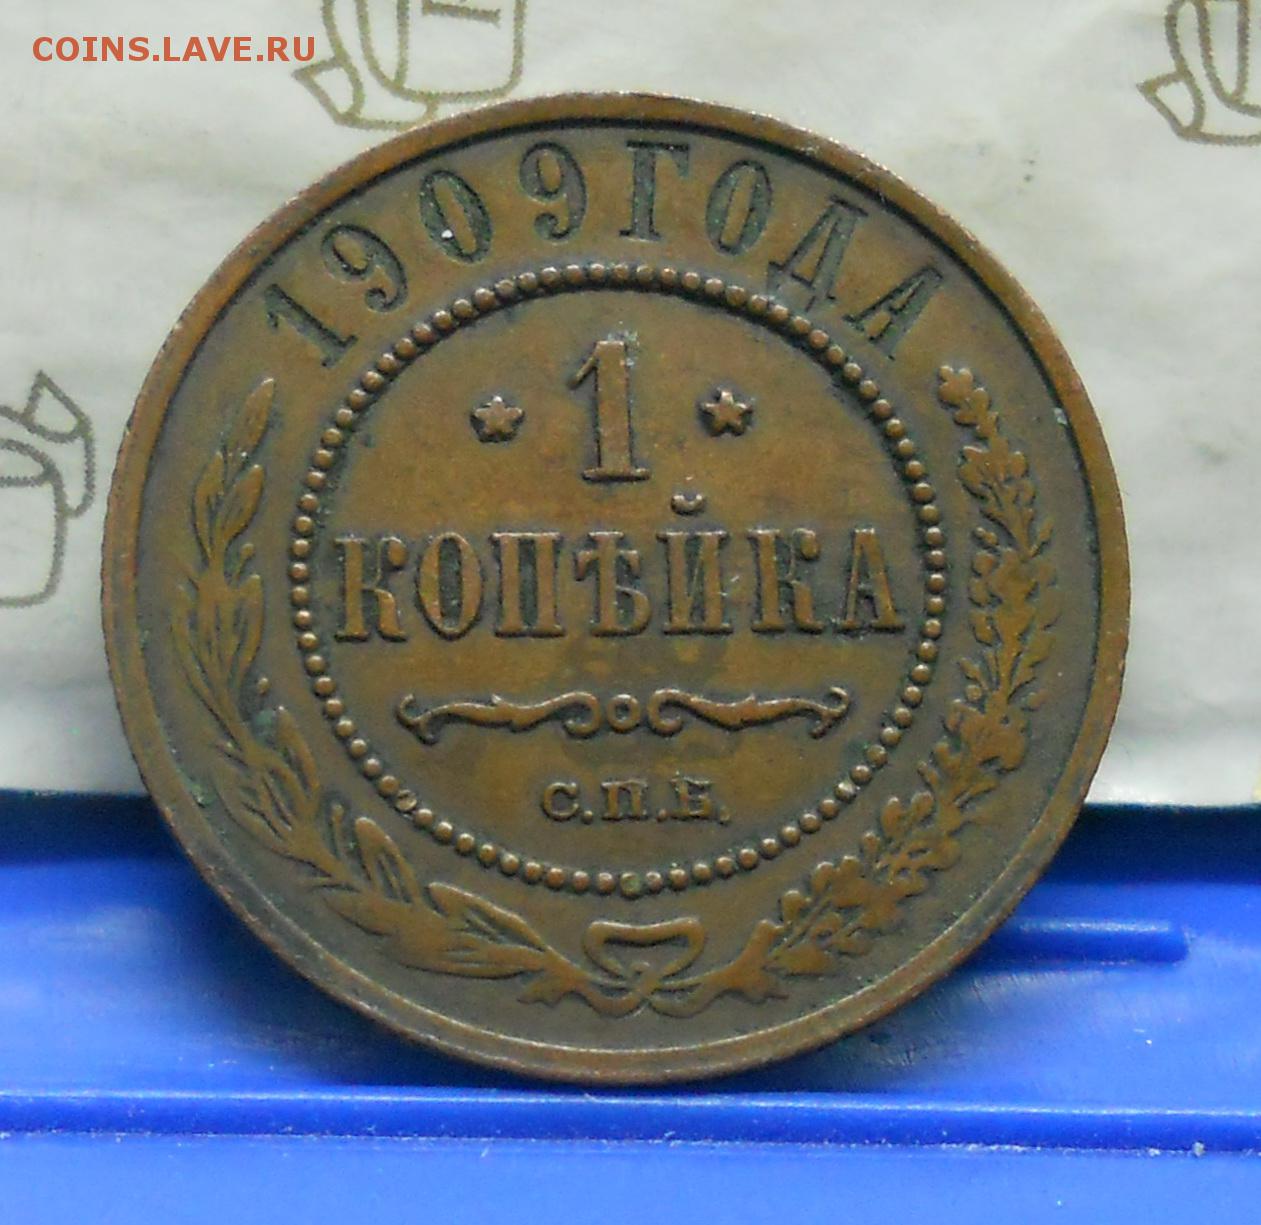 COINS.LAVE.RU
1909 ГОДА
1
КОПѢЙКА
С.П.Б.